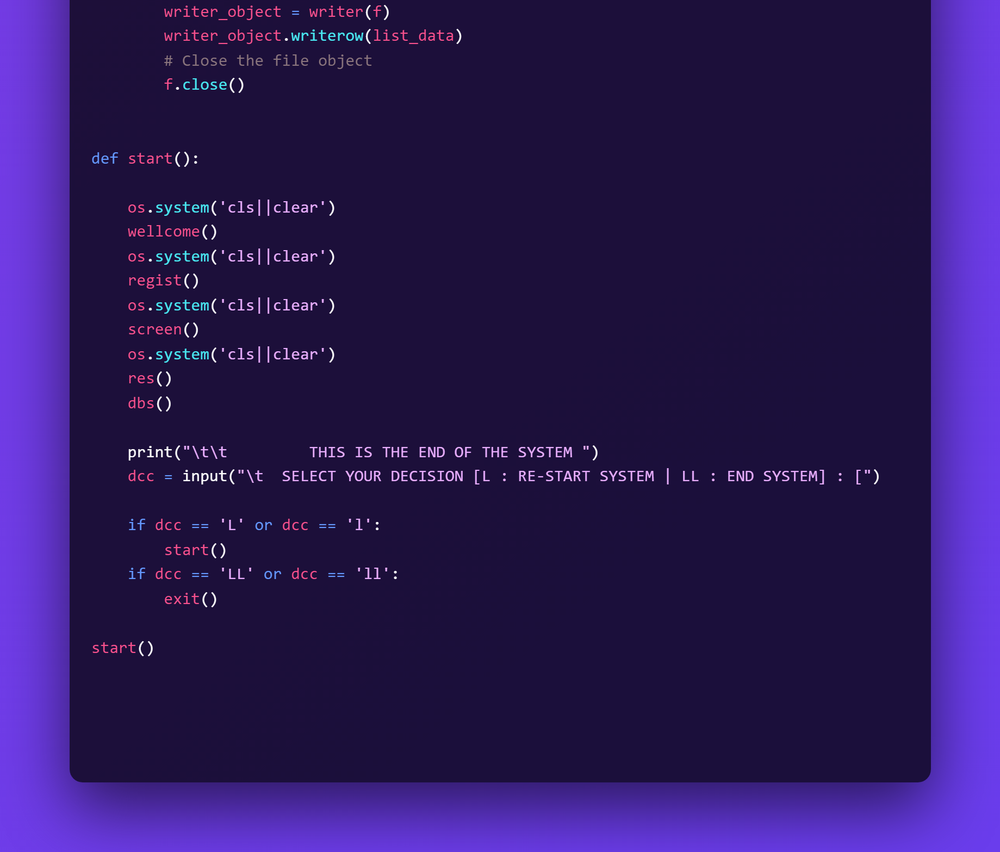 writer_object = writer(f)
        writer_object.writerow(list_data)
        # Close the file object
        f.close()
def start():
    os.system('cls||clear')
    wellcome()
    os.system('cls||clear')
    regist()
    os.system('cls||clear')
    screen()
    os.system('cls||clear')
    res()
    dbs()
    print("\t\t         THIS IS THE END OF THE SYSTEM ")
    dcc = input("\t  SELECT YOUR DECISION [L : RE-START SYSTEM | LL : END SYSTEM] : [")
    if dcc == 'L' or dcc == 'l':
        start()
    if dcc == 'LL' or dcc == 'll':
        exit()
start()